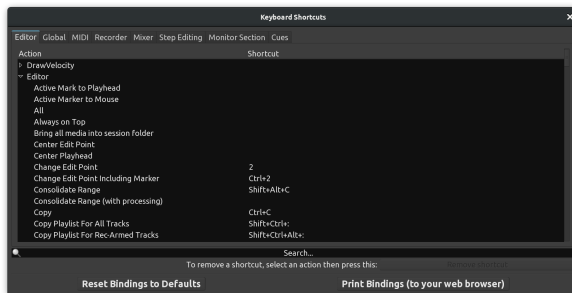 Keyboard Shortcuts
Editor Global MIDI Recorder Mixer Step Editing Monitor Section Cues
Action Shortcut
DrawVelocity
Editor
Active Mark to Playhead
Active Marker to Mouse
All
Always on Top
Bring all media into session folder
Center Edit Point
Center Playhead
Change Edit Point 2
Change Edit Point Including Marker Ctrl+2
Consolidate Range Shift+Alt+C
Consolidate Range (with processing)
Copy Ctrl+C
Copy Playlist For All Tracks Shift+Ctrl+:
Copy Playlist For Rec-Armed Tracks Shift+Ctrl+Alt+:
Search...
To remove a shortcut, select an action then press this: Remove shortcut
Reset Bindings to Defaults Print Bindings (to your web browser)